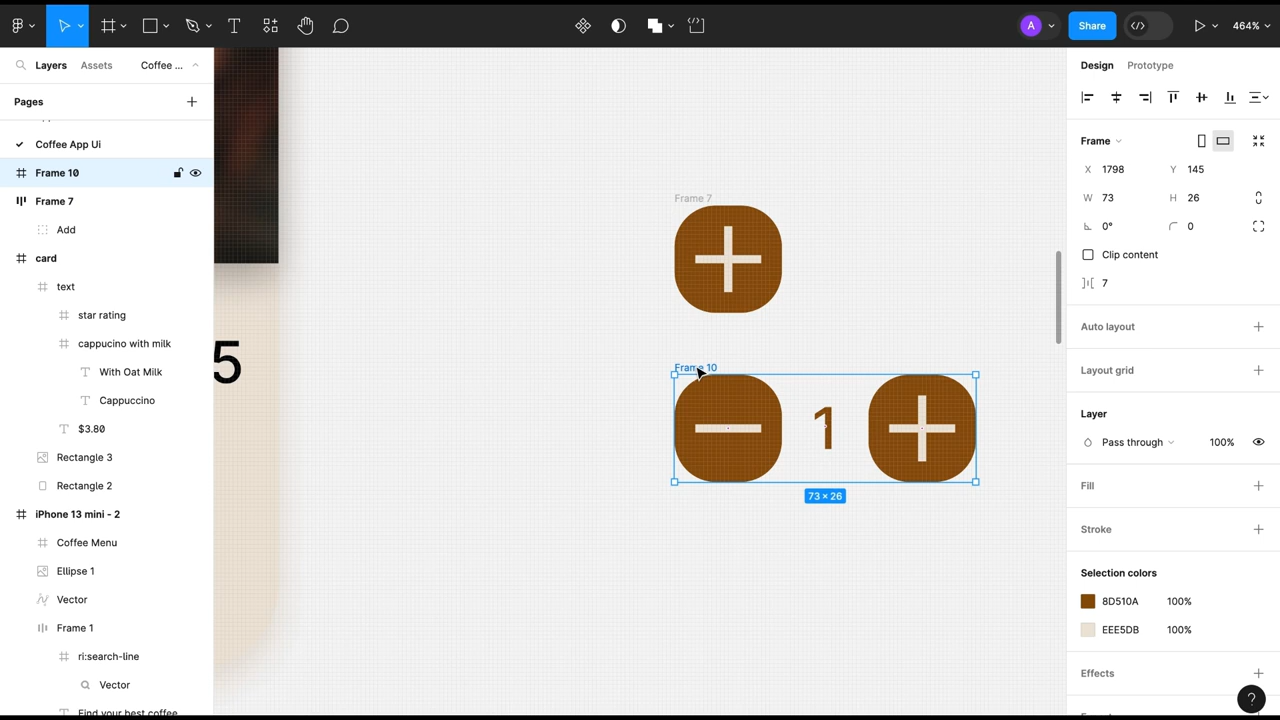 A
Share
464%
Layers
Assets
Coffee ...
Pages
Coffee App Ui
Frame 10
Frame 7
Add
card
text
star rating
cappucino with milk
With Oat Milk
Cappuccino
$3.80
Rectangle 3
Rectangle 2
iPhone 13 mini - 2
Coffee Menu
Ellipse 1
Vector
Frame 1
ri:search-line
Vector
Find your best coffee
5
Frame 7
Frame 10
1
73 × 26
Design
Prototype
Frame
X 1798
Y 145
W 73
H 26
0°
0
Clip content
7
Auto layout
Layout grid
Layer
Pass through
100%
Fill
Stroke
Selection colors
8D510A 100%
EEE5DB 100%
Effects
?